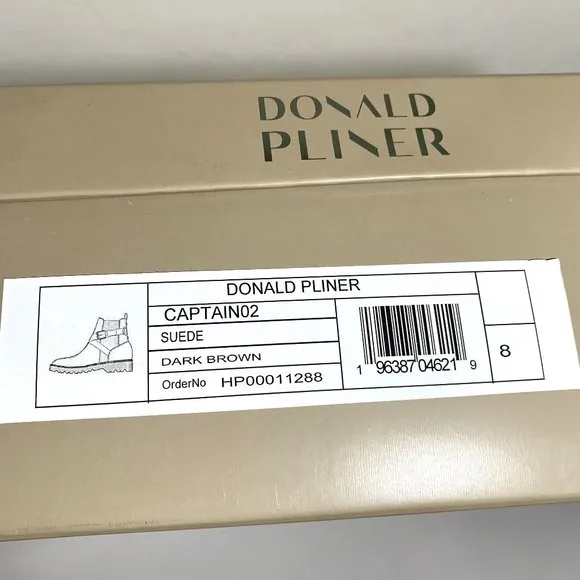 DONALD
PLINER
DONALD PLINER
CAPTAIN02
SUEDE
DARK BROWN
OrderNo HP00011288
1 96387 04621 9
8